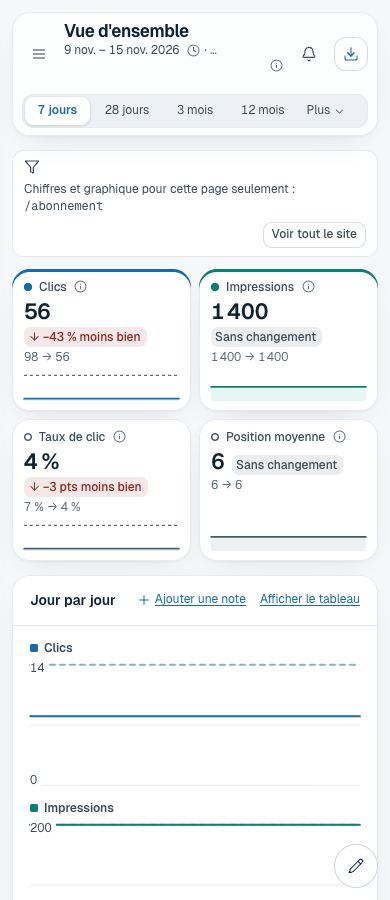 Vue d'ensemble
9 nov. – 15 nov. 2026 · …
7 jours 28 jours 3 mois 12 mois Plus
Chiffres et graphique pour cette page seulement :
/abonnement
Voir tout le site
Clics
56
↓ −43 % moins bien
98 → 56
Impressions
1 400
Sans changement
1 400 → 1 400
Taux de clic
4 %
↓ −3 pts moins bien
7 % → 4 %
Position moyenne
6 Sans changement
6 → 6
Jour par jour + Ajouter une note Afficher le tableau
Clics
14
0
Impressions
200